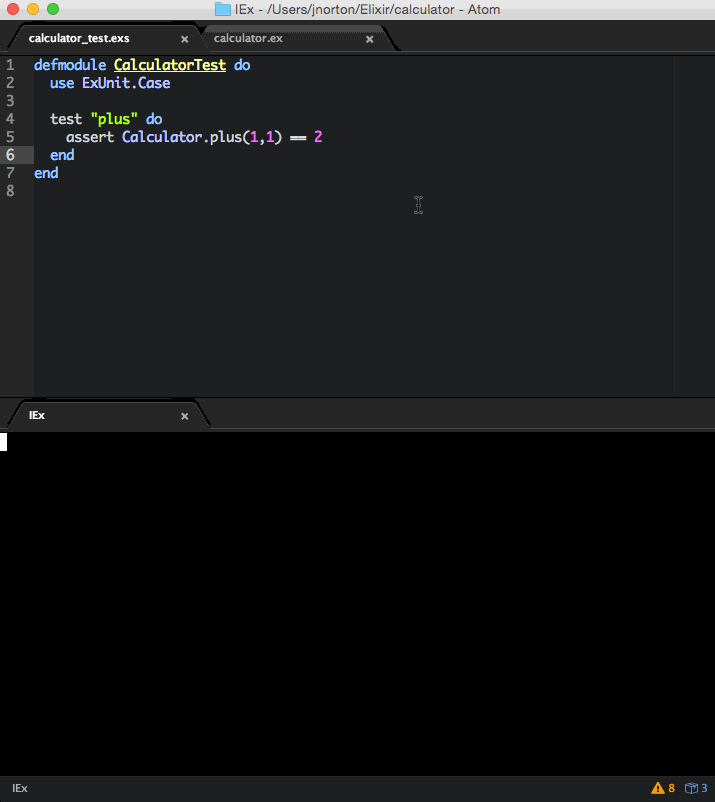 IEx - /Users/jnorton/Elixir/calculator - Atom
calculator_test.exs × calculator.ex ×
1 defmodule CalculatorTest do
2   use ExUnit.Case
3
4   test "plus" do
5     assert Calculator.plus(1,1) == 2
6   end
7 end
8
IEx ×
IEx 8 3